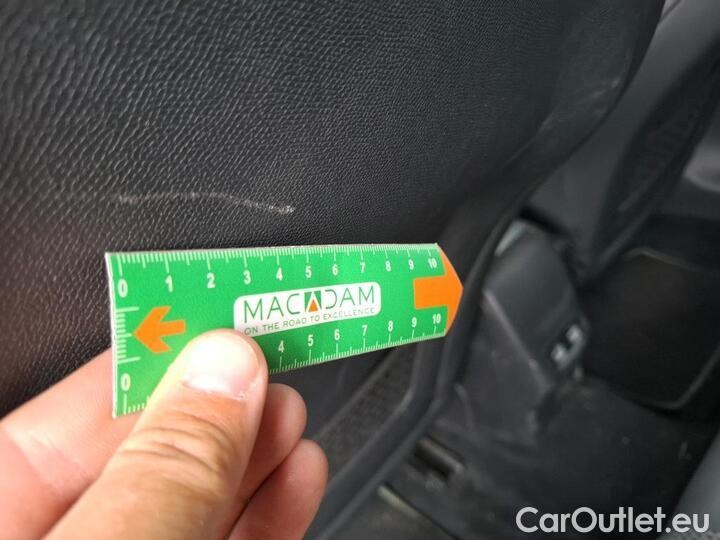 0 1 2 3 4 5 6 7 8 9 10
MACADAM
ON THE ROAD TO EXCELLENCE
0 4 5 6 7 8 9 10
CarOutlet.eu